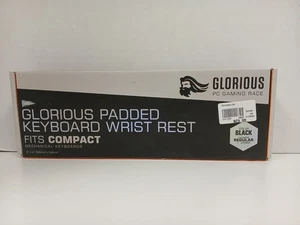 GLORIOUS
PC GAMING RACE
GLORIOUS PADDED
KEYBOARD WRIST REST
FITS COMPACT
MECHANICAL KEYBOARDS
BLACK
REGULAR